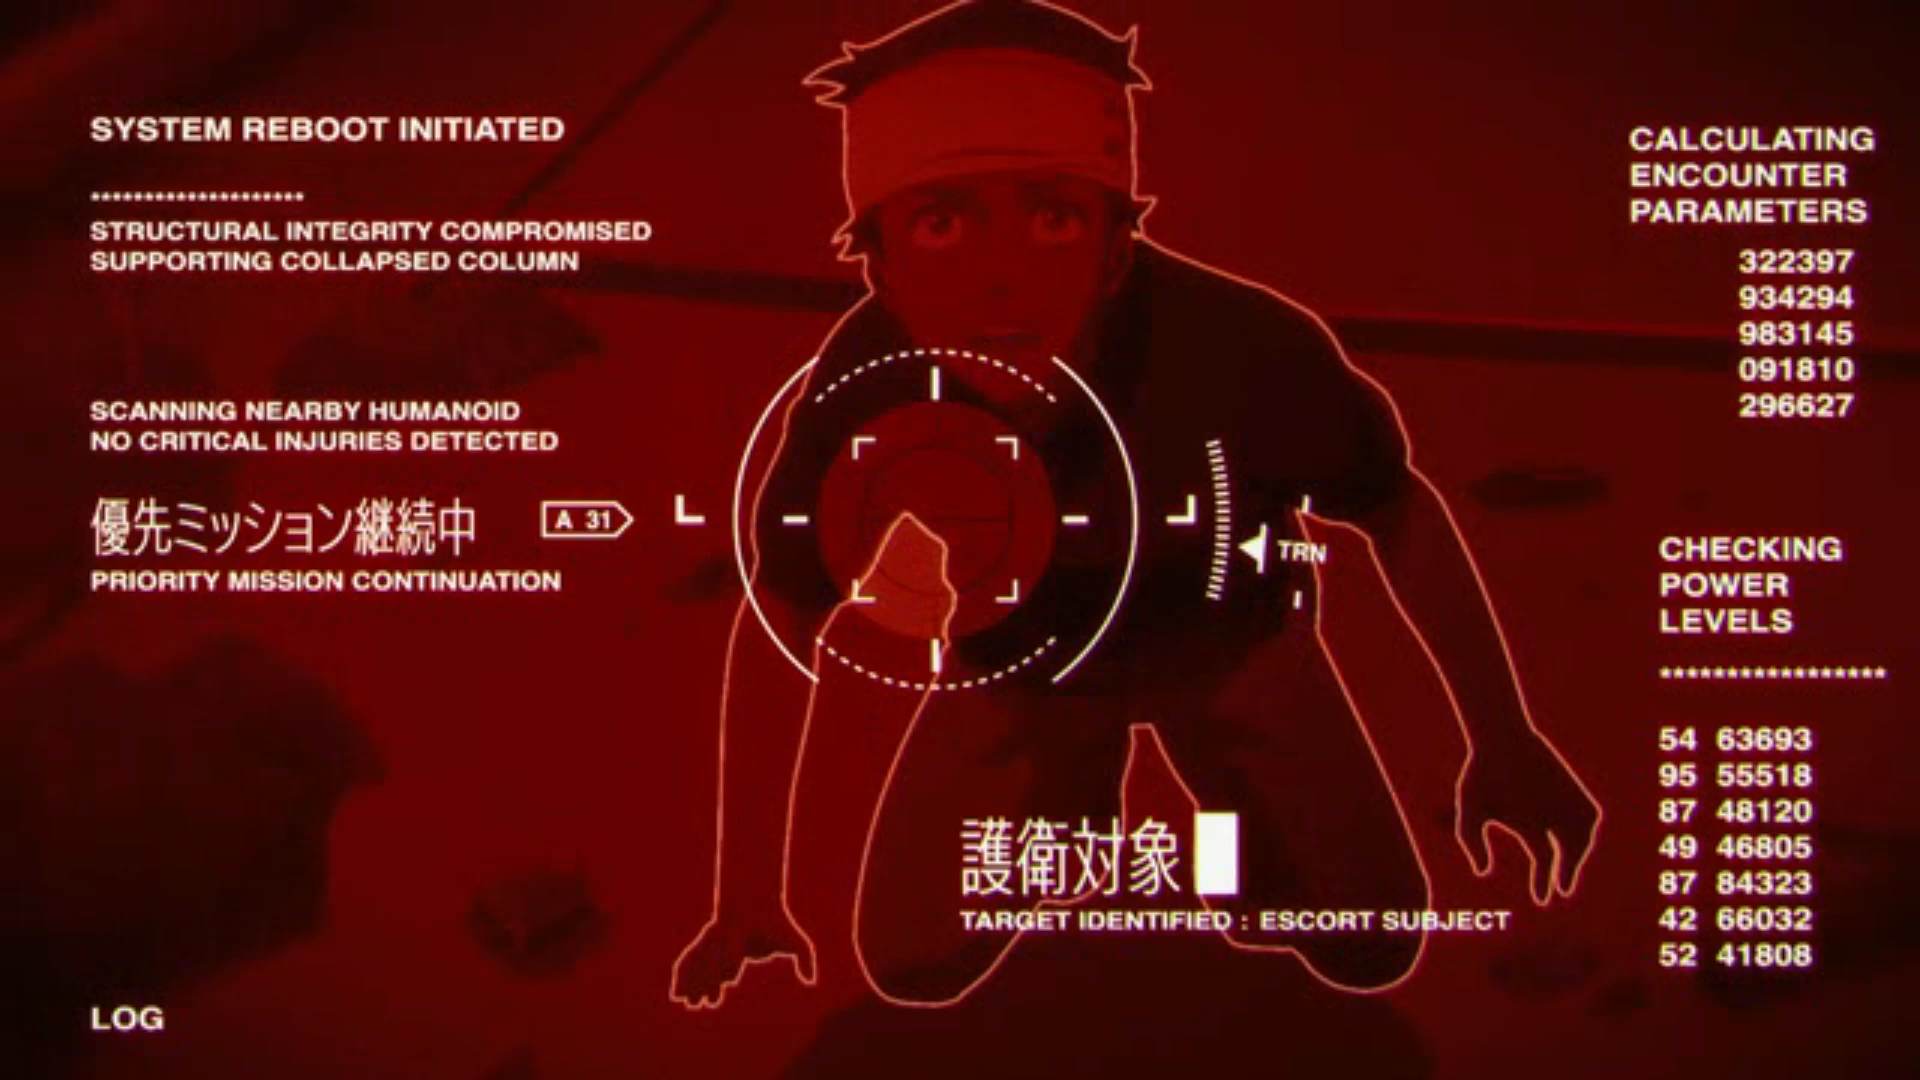 SYSTEM REBOOT INITIATED
********************
STRUCTURAL INTEGRITY COMPROMISED
SUPPORTING COLLAPSED COLUMN
SCANNING NEARBY HUMANOID
NO CRITICAL INJURIES DETECTED
優先ミッション継続中
A 31
PRIORITY MISSION CONTINUATION
LOG
TRN
護衛対象
TARGET IDENTIFIED : ESCORT SUBJECT
CALCULATING
ENCOUNTER
PARAMETERS
322397
934294
983145
091810
296627
CHECKING
POWER
LEVELS
*****************
54 63693
95 55518
87 48120
49 46805
87 84323
42 66032
52 41808